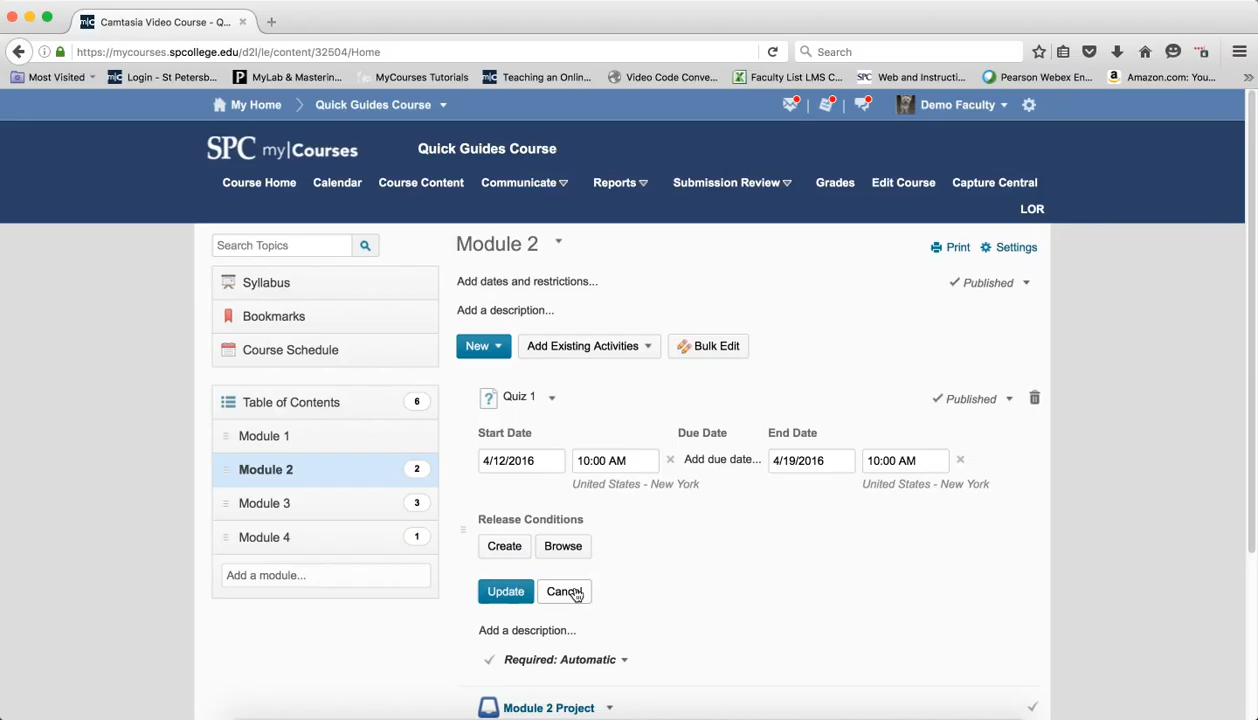 Camtasia Video Course - Q...
https://mycourses.spcollege.edu/d2l/le/content/32504/Home
Search
Most Visited
Login - St Petersb...
MyLab & Masterin...
MyCourses Tutorials
Teaching an Onlin...
Video Code Conve...
Faculty List LMS C...
Web and Instructi...
Pearson Webex En...
Amazon.com: You...
My Home
Quick Guides Course
Demo Faculty
SPC my|Courses
Quick Guides Course
Course Home
Calendar
Course Content
Communicate
Reports
Submission Review
Grades
Edit Course
Capture Central
LOR
Search Topics
Syllabus
Bookmarks
Course Schedule
Table of Contents 6
Module 1
Module 2 2
Module 3 3
Module 4 1
Add a module...
Module 2
Print
Settings
Add dates and restrictions...
Published
Add a description...
New
Add Existing Activities
Bulk Edit
Quiz 1
Published
Start Date
Due Date
End Date
4/12/2016
10:00 AM
Add due date...
4/19/2016
10:00 AM
United States - New York
United States - New York
Release Conditions
Create
Browse
Update
Cancel
Add a description...
Required: Automatic
Module 2 Project